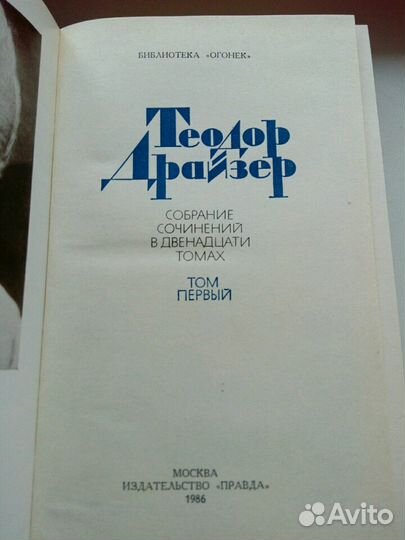 БИБЛИОТЕКА «ОГОНЕК»
Теодор
Драйзер
СОБРАНИЕ
СОЧИНЕНИЙ
В ДВЕНАДЦАТИ
ТОМАХ
ТОМ
ПЕРВЫЙ
МОСКВА
ИЗДАТЕЛЬСТВО «ПРАВДА»
1986
Avito